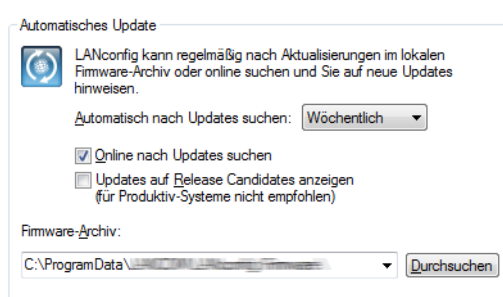 Automatisches Update
LANconfig kann regelmäßig nach Aktualisierungen im lokalen
Firmware-Archiv oder online suchen und Sie auf neue Updates
hinweisen.
Automatisch nach Updates suchen: Wöchentlich
Online nach Updates suchen
Updates auf Release Candidates anzeigen
(für Produktiv-Systeme nicht empfohlen)
Firmware-Archiv:
C:\ProgramData\ Durchsuchen